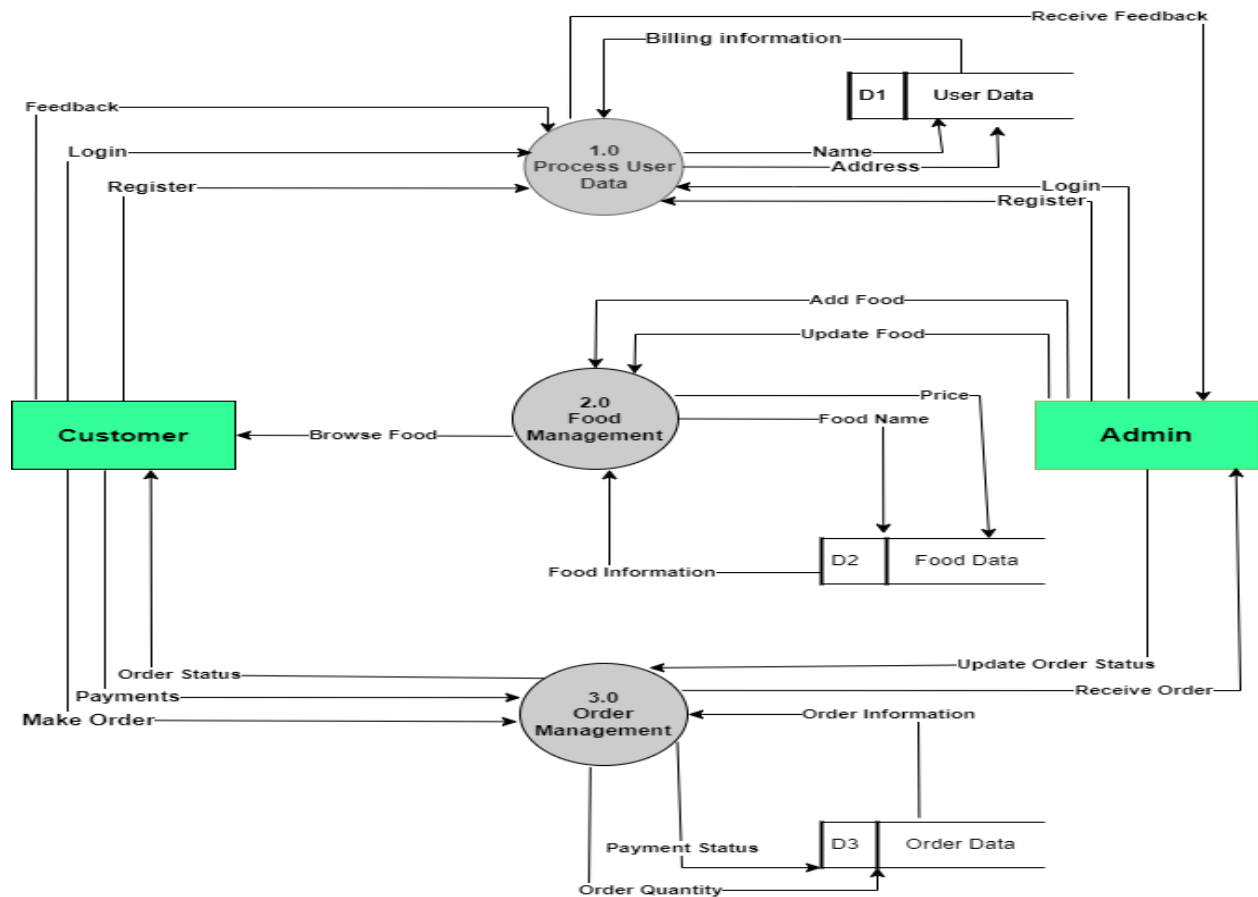 Receive Feedback
Billing information
D1 User Data
Feedback
1.0
Process User
Data
Login
Name
Address
Register
Login
Register
Add Food
Update Food
2.0
Food
Management
Price
Food Name
Customer
Browse Food
Admin
Food Information
D2 Food Data
Order Status
Update Order Status
Payments
3.0
Order
Management
Receive Order
Make Order
Order Information
Payment Status
D3 Order Data
Order Quantity